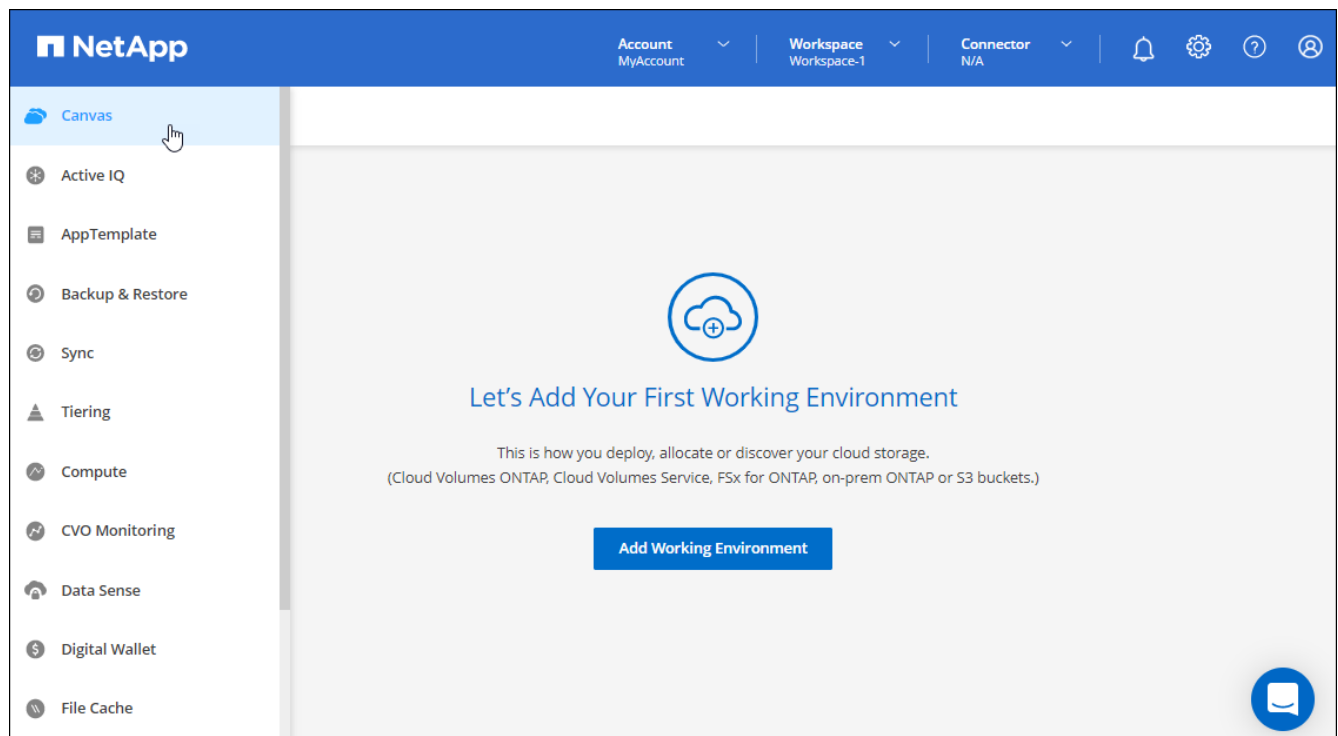 NetApp
Account
MyAccount
Workspace
Workspace-1
Connector
N/A
Canvas
Active IQ
AppTemplate
Backup & Restore
Sync
Tiering
Compute
CVO Monitoring
Data Sense
Digital Wallet
File Cache
Let's Add Your First Working Environment
This is how you deploy, allocate or discover your cloud storage.
(Cloud Volumes ONTAP, Cloud Volumes Service, FSx for ONTAP, on-prem ONTAP or S3 buckets.)
Add Working Environment